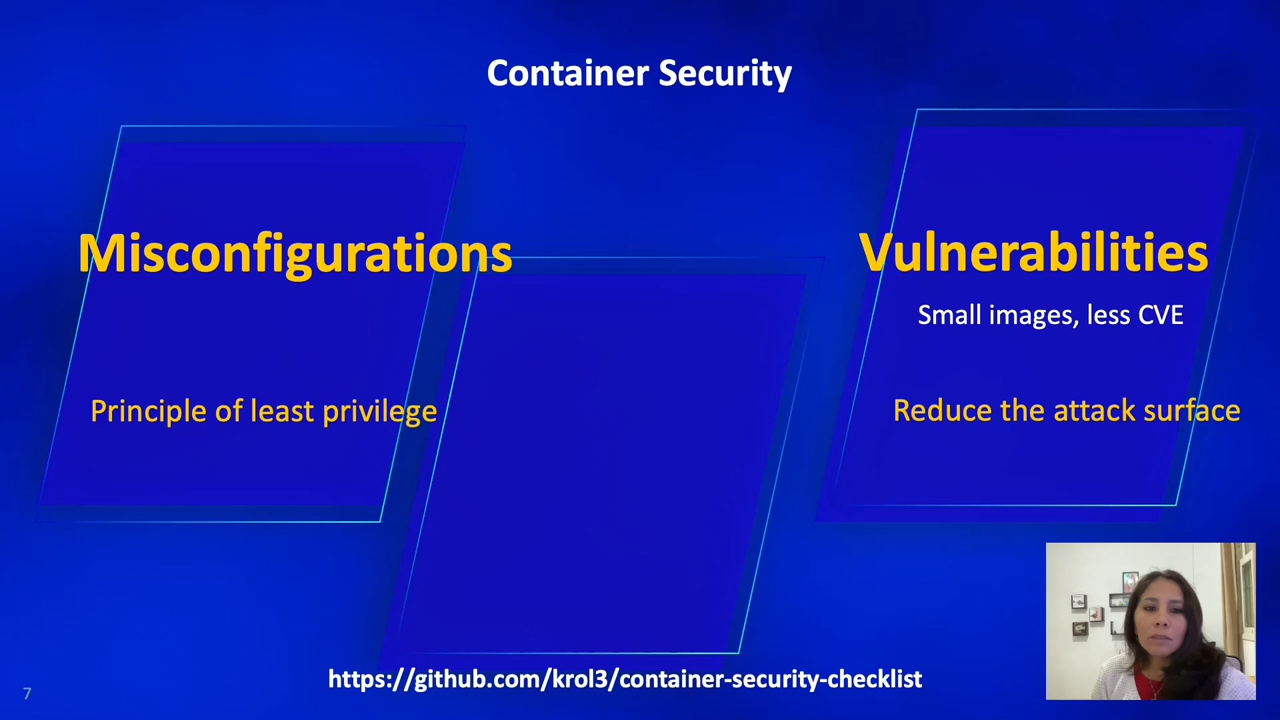 Container Security
Misconfigurations
Principle of least privilege
Vulnerabilities
Small images, less CVE
Reduce the attack surface
https://github.com/krol3/container-security-checklist
7